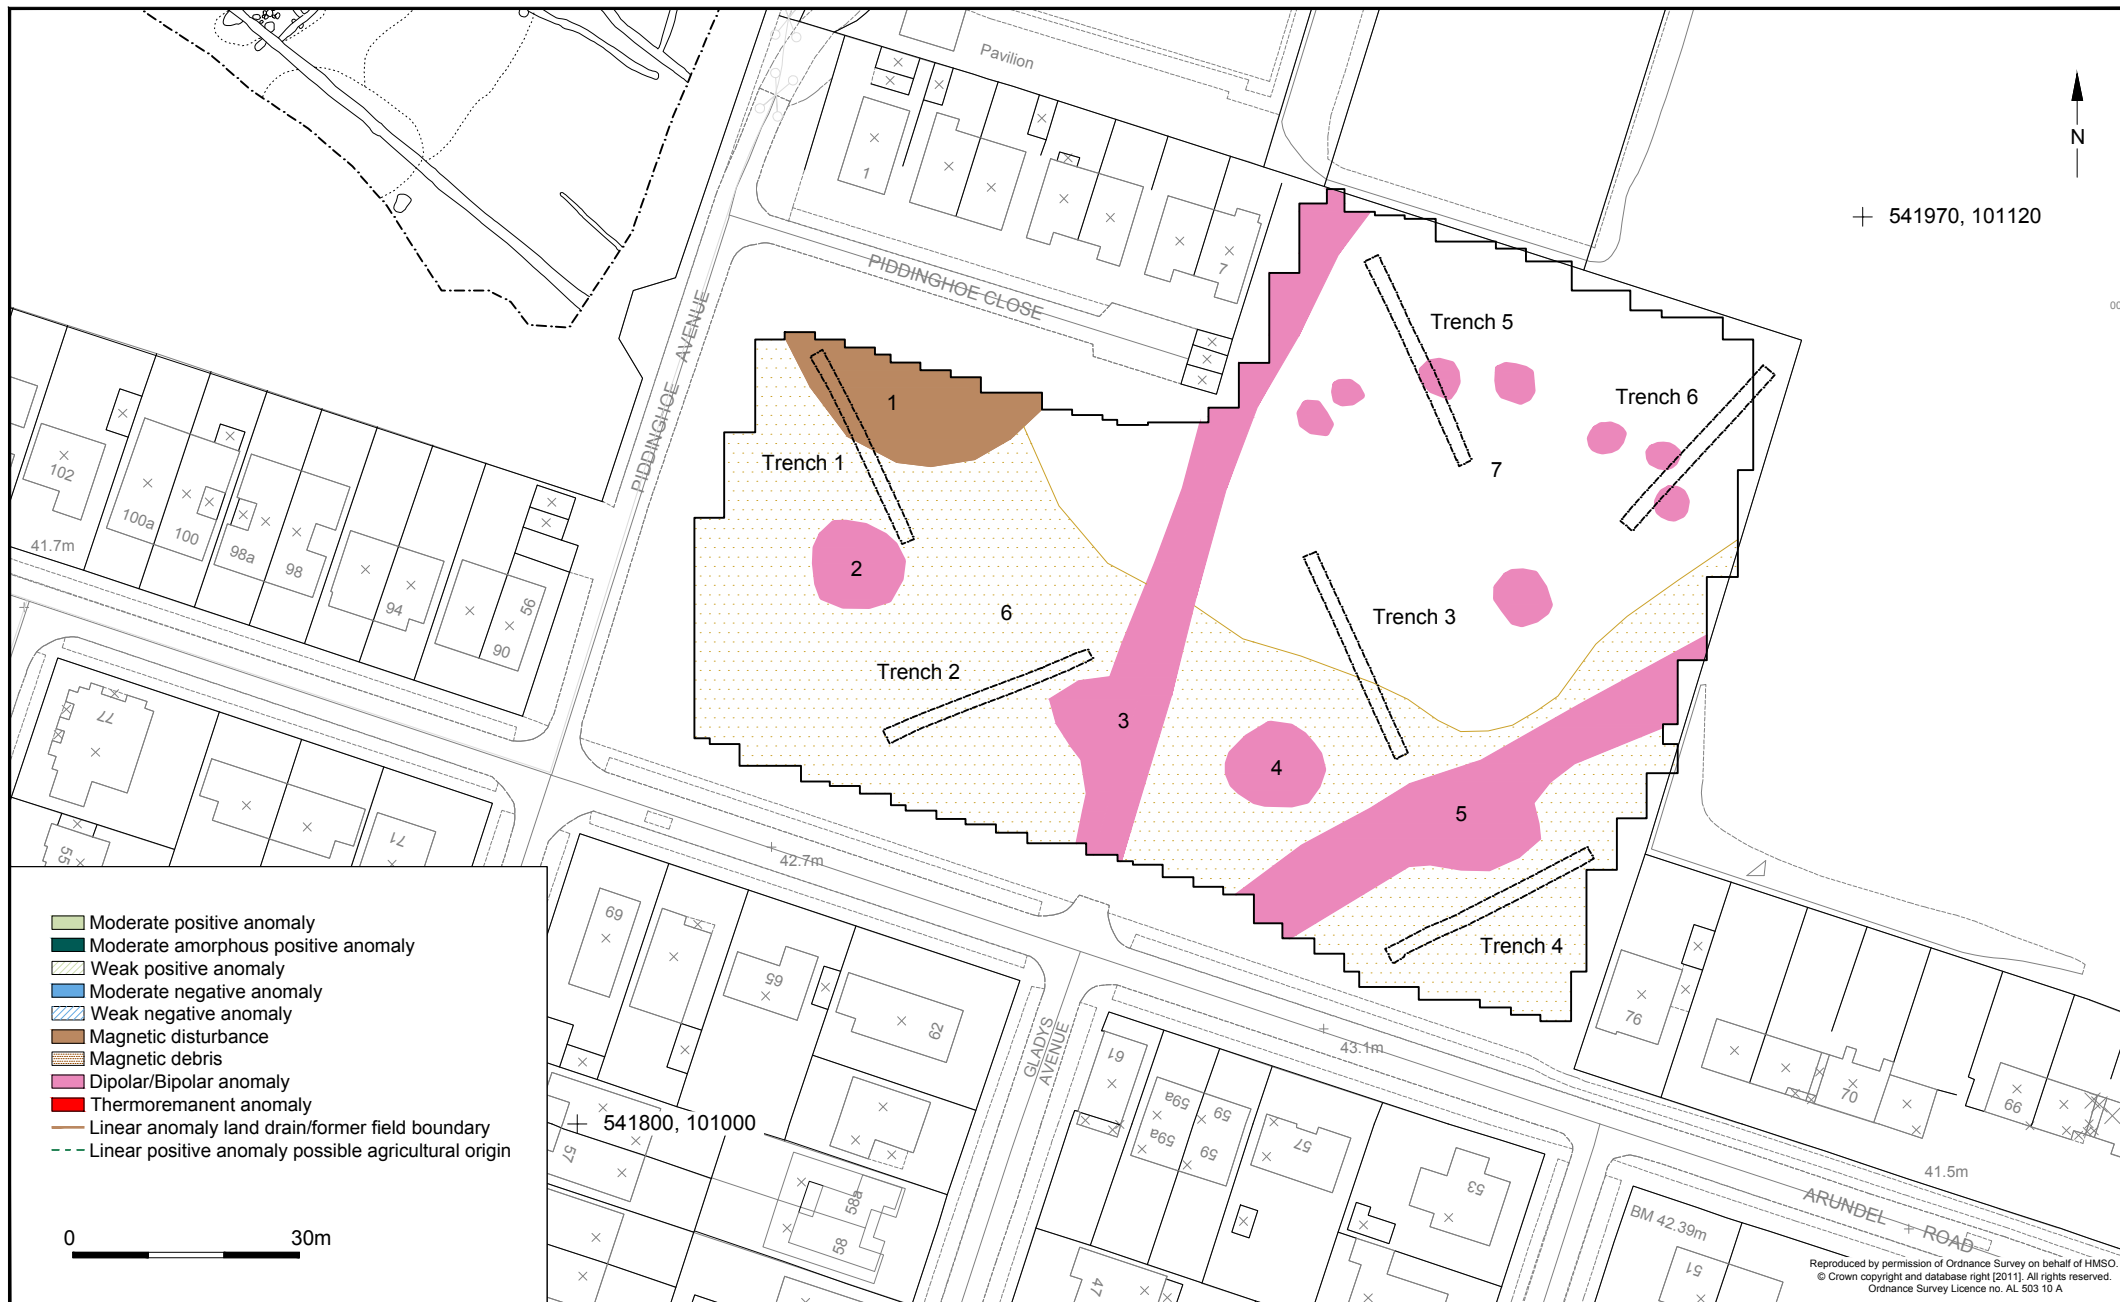 Pavilion
N
541970, 101120
00
1
7
PIDDINGHOE CLOSE
PIDDINGHOE AVENUE
Trench 5
Trench 6
1
Trench 1
7
102
100a
100
98a
98
94
90
56
41.7m
2
6
Trench 3
Trench 2
3
4
5
77
71
55
42.7m
Trench 4
Moderate positive anomaly
Moderate amorphous positive anomaly
Weak positive anomaly
Moderate negative anomaly
Weak negative anomaly
Magnetic disturbance
Magnetic debris
Dipolar/Bipolar anomaly
Thermoremanent anomaly
Linear anomaly land drain/former field boundary
Linear positive anomaly possible agricultural origin
0
30m
69
65
62
GLADYS
AVENUE
61
43.1m
76
70
66
541800, 101000
57
58a
58
59a
59
59a
59
57
53
47
41.5m
ARUNDEL ROAD
BM 42.39m
51
Reproduced by permission of Ordnance Survey on behalf of HMSO.
© Crown copyright and database right [2011]. All rights reserved.
Ordnance Survey Licence no. AL 503 10 A